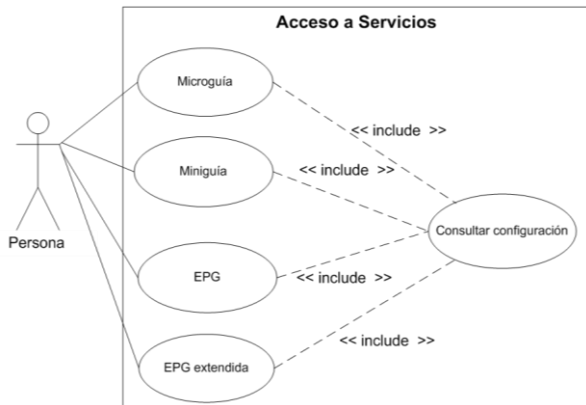 Acceso a Servicios
Microguía
<< include >>
Miniguía
<< include >>
Persona
Consultar configuración
EPG
<< include >>
<< include >>
EPG extendida